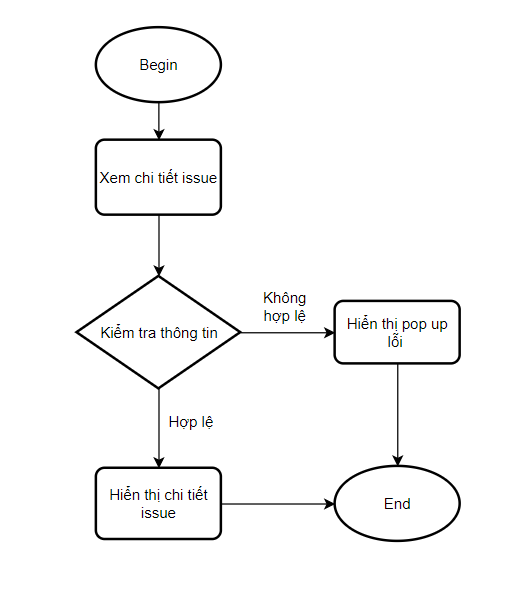 Begin
Xem chi tiết issue
Kiểm tra thông tin
Không
hợp lệ
Hiển thị pop up
lỗi
Hợp lệ
Hiển thị chi tiết
issue
End